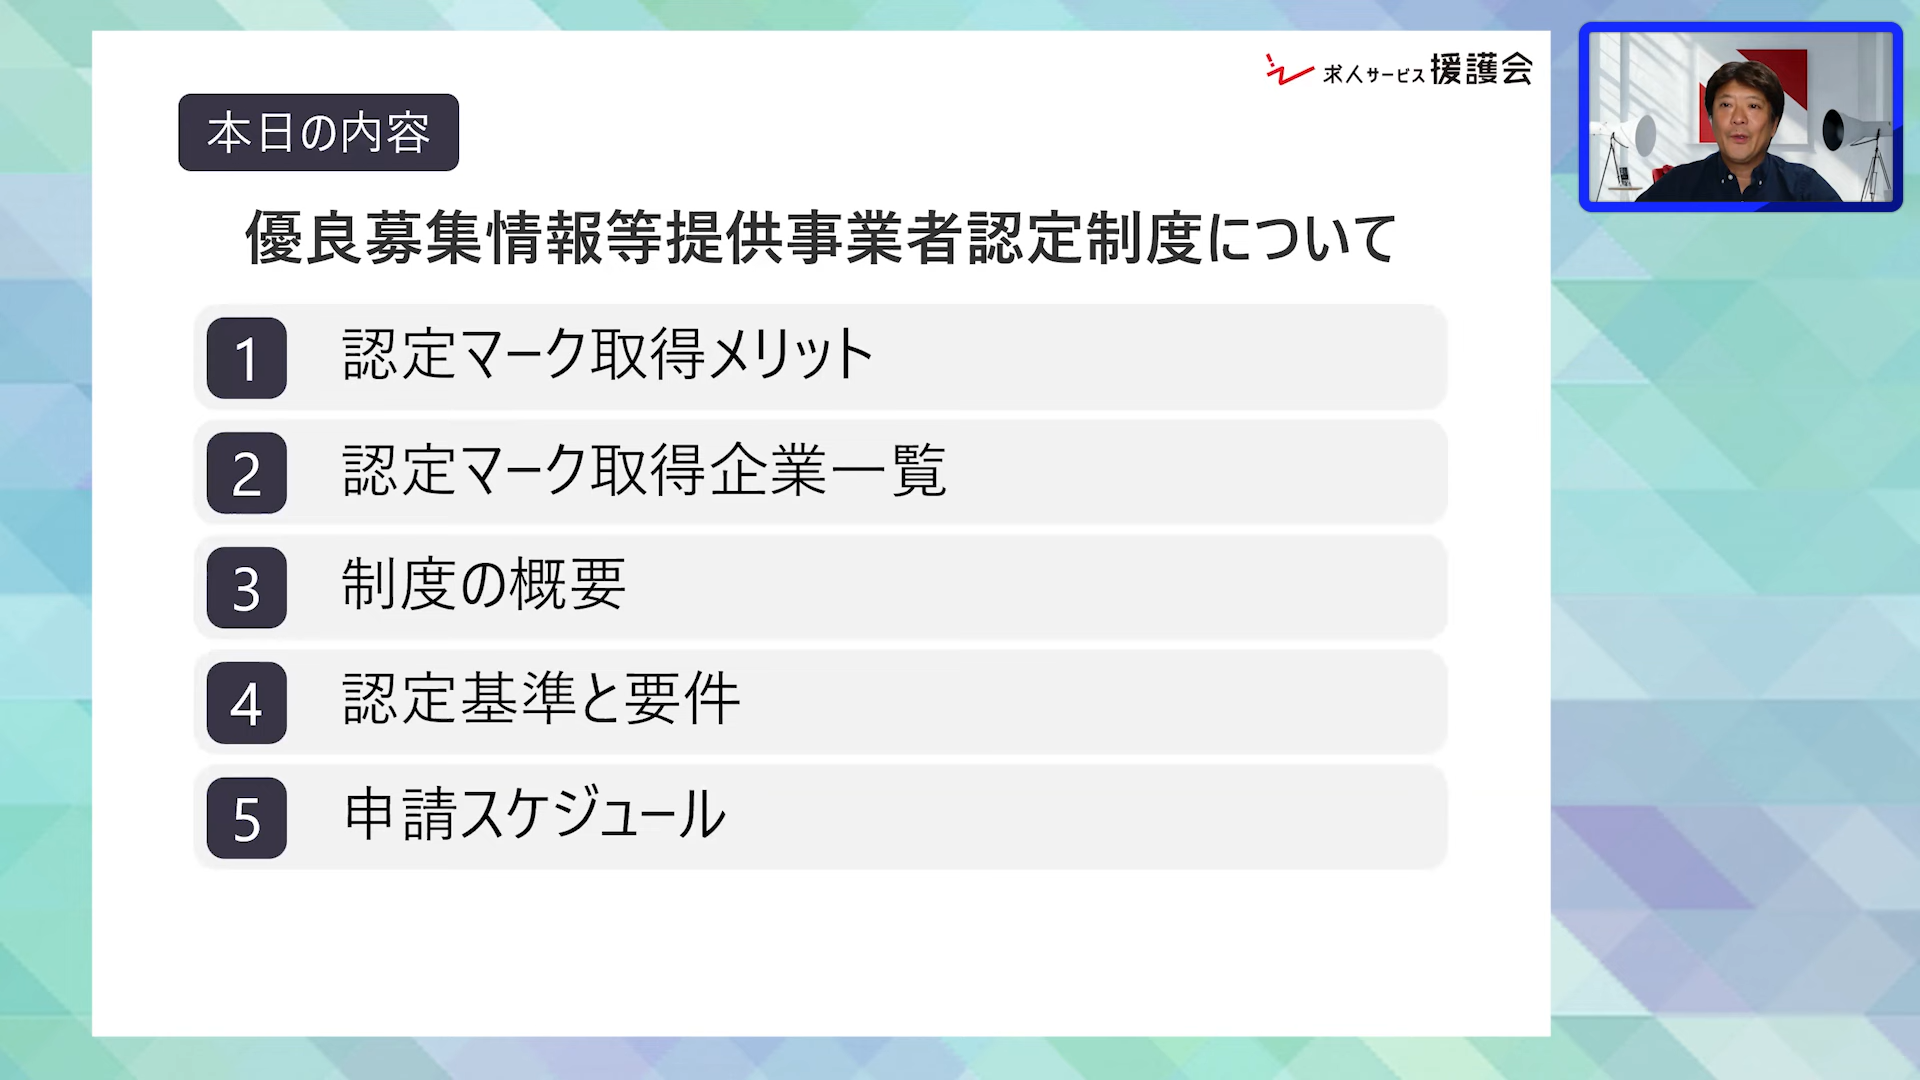 求人サービス援護会
本日の内容
優良募集情報等提供事業者認定制度について
1 認定マーク取得メリット
2 認定マーク取得企業一覧
3 制度の概要
4 認定基準と要件
5 申請スケジュール